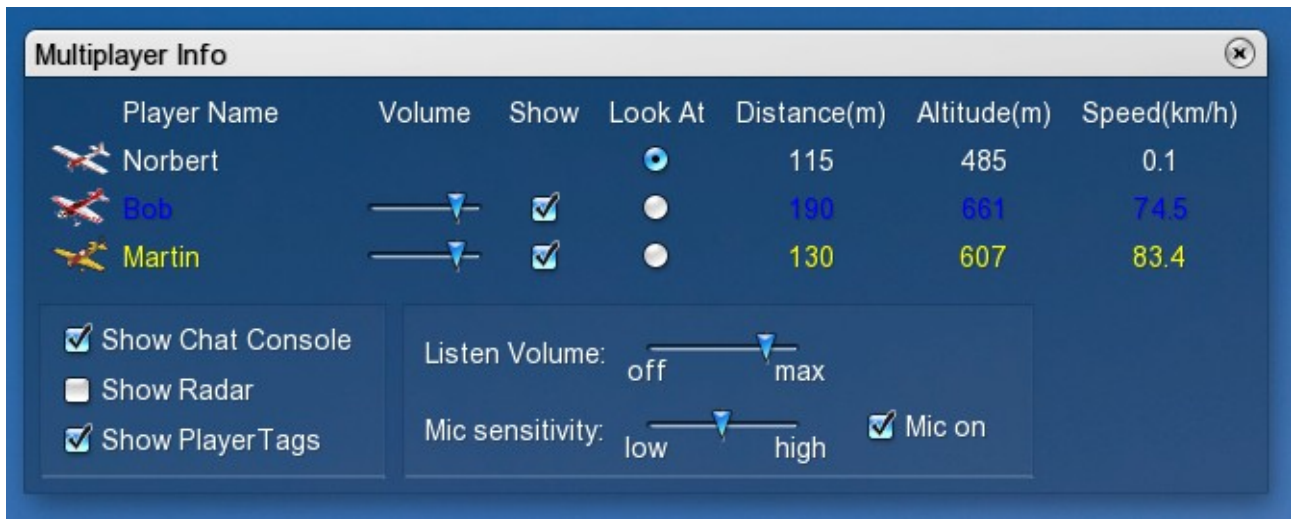 Multiplayer Info
Player Name Volume Show Look At Distance(m) Altitude(m) Speed(km/h)
Norbert 115 485 0.1
Bob 190 661 74.5
Martin 130 607 83.4
Show Chat Console
Show Radar
Show PlayerTags
Listen Volume: off max
Mic sensitivity: low high Mic on